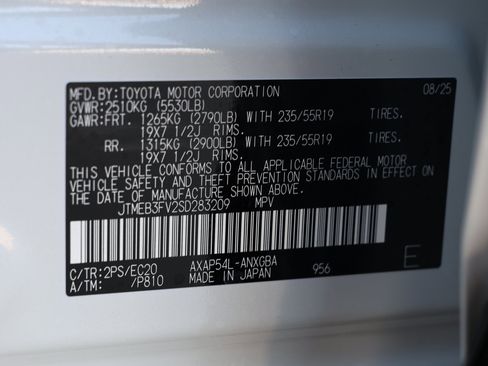 MFD.BY:TOYOTA MOTOR CORPORATION 08/25
GVWR:2510KG (5530LB)
GAWR:FRT. 1265KG (2790LB) WITH 235/55R19 TIRES.
19X7 1/2J RIMS.
RR. 1315KG (2900LB) WITH 235/55R19 TIRES.
19X7 1/2J RIMS.
THIS VEHICLE CONFORMS TO ALL APPLICABLE FEDERAL MOTOR
VEHICLE SAFETY AND THEFT PREVENTION STANDARDS IN EFFECT ON
THE DATE OF MANUFACTURE SHOWN ABOVE.
JTMEB3FV2SD283209 MPV
C/TR:2PS/EC20 AXAP54L-ANXGBA
A/TM: /P810 MADE IN JAPAN 956 E